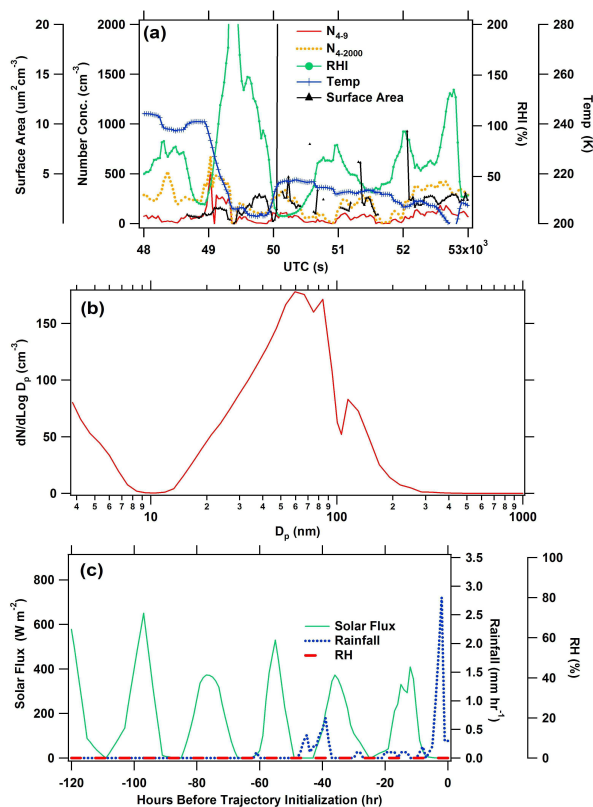 (a)
N4-9
N4-2000
RHI
Temp
Surface Area
Surface Area (um2cm-3)
20
15
10
5
0
Number Conc. (cm-3)
2000
1500
1000
500
0
RHI (%)
200
150
100
50
0
Temp (K)
280
260
240
220
200
48
49
50
51
52
53x10³
UTC (s)
(b)
dN/dLog Dp (cm-3)
150
100
50
0
4 5 6 7 8 9 10 2 3 4 5 6 7 8 9 100 2 3 4 5 6 7 8 9 1000
Dp (nm)
(c)
Solar Flux
Rainfall
RH
Solar Flux (W m-2)
800
600
400
200
0
Rainfall (mm hr-1)
3.5
3.0
2.5
2.0
1.5
1.0
0.5
0.0
RH (%)
100
80
60
40
20
0
-120 -100 -80 -60 -40 -20 0
Hours Before Trajectory Initialization (hr)